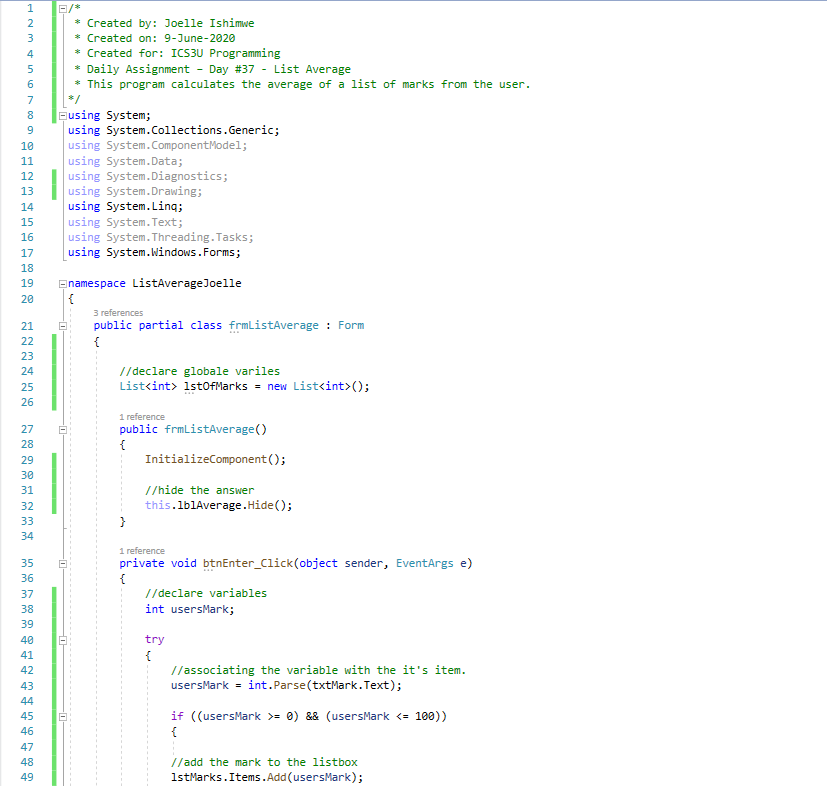 1 /*
2 * Created by: Joelle Ishimwe
3 * Created on: 9-June-2020
4 * Created for: ICS3U Programming
5 * Daily Assignment – Day #37 - List Average
6 * This program calculates the average of a list of marks from the user.
7 */
8 using System;
9 using System.Collections.Generic;
10 using System.ComponentModel;
11 using System.Data;
12 using System.Diagnostics;
13 using System.Drawing;
14 using System.Linq;
15 using System.Text;
16 using System.Threading.Tasks;
17 using System.Windows.Forms;
18
19 namespace ListAverageJoelle
20 {
3 references
21 public partial class frmListAverage : Form
22 {
23
24 //declare globale variles
25 List<int> lstOfMarks = new List<int>();
26
1 reference
27 public frmListAverage()
28 {
29 InitializeComponent();
30
31 //hide the answer
32 this.lblAverage.Hide();
33 }
34
1 reference
35 private void btnEnter_Click(object sender, EventArgs e)
36 {
37 //declare variables
38 int usersMark;
39
40 try
41 {
42 //associating the variable with the it's item.
43 usersMark = int.Parse(txtMark.Text);
44
45 if ((usersMark >= 0) && (usersMark <= 100))
46 {
47
48 //add the mark to the listbox
49 lstMarks.Items.Add(usersMark);